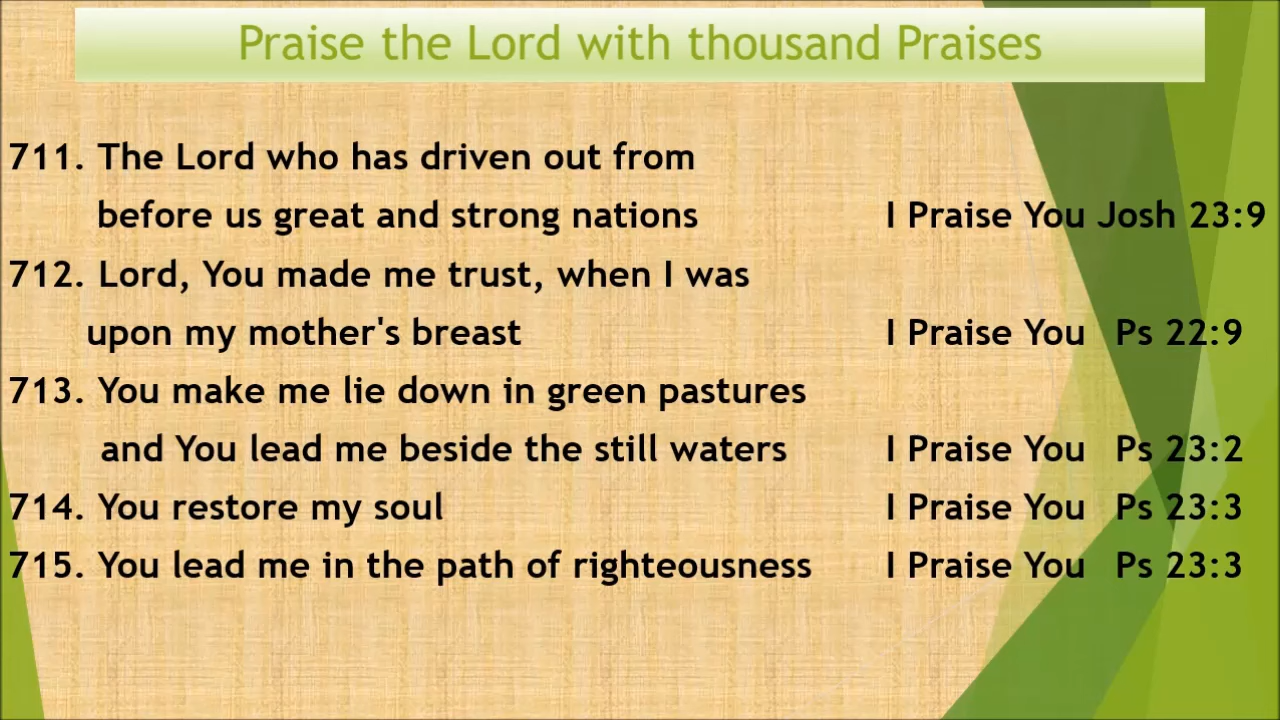 Praise the Lord with thousand Praises
711. The Lord who has driven out from
before us great and strong nations I Praise You Josh 23:9
712. Lord, You made me trust, when I was
upon my mother's breast I Praise You Ps 22:9
713. You make me lie down in green pastures
and You lead me beside the still waters I Praise You Ps 23:2
714. You restore my soul I Praise You Ps 23:3
715. You lead me in the path of righteousness I Praise You Ps 23:3